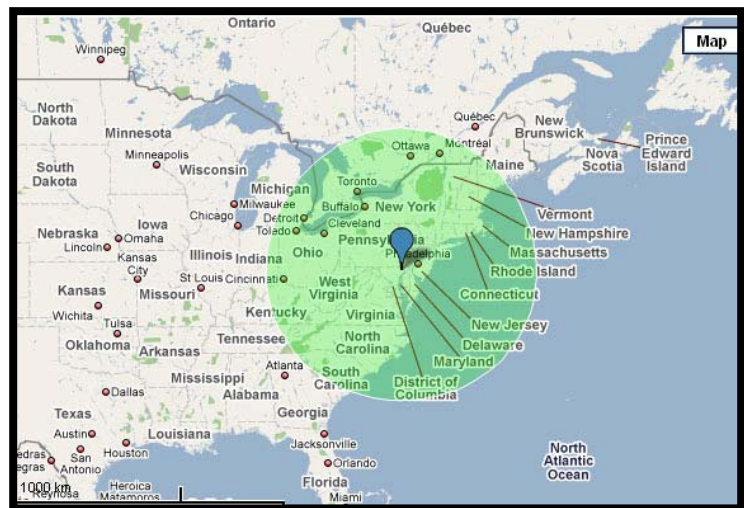 Ontario
Québec
Map
Winnipeg
North
Dakota
Minnesota
Québec
New
Brunswick
Prince
Edward
Island
Nova
Scotia
Ottawa
Montréal
Maine
South
Dakota
Minneapolis
Wisconsin
Michigan
Toronto
Milwaukee
Buffalo
New York
Vermont
Detroit
Chicago
Toledo
Cleveland
New Hampshire
Nebraska
Iowa
Omaha
Lincoln
Pennsylvania
Massachusetts
Illinois
Indiana
Ohio
Philadelphia
Rhode Island
Kansas
City
St Louis
Cincinnati
West
Virginia
Connecticut
Kansas
Missouri
Kentucky
Virginia
New Jersey
Wichita
Tulsa
Tennessee
North
Carolina
Delaware
Oklahoma
Arkansas
Maryland
Atlanta
South
Carolina
District of
Columbia
Mississippi
Alabama
Dallas
Georgia
Texas
Austin
Louisiana
Jacksonville
San
Antonio
Houston
Orlando
North
Atlantic
Ocean
edras
egras
1000 km
Reynosa
Heroica
Matamoros
Florida
Miami